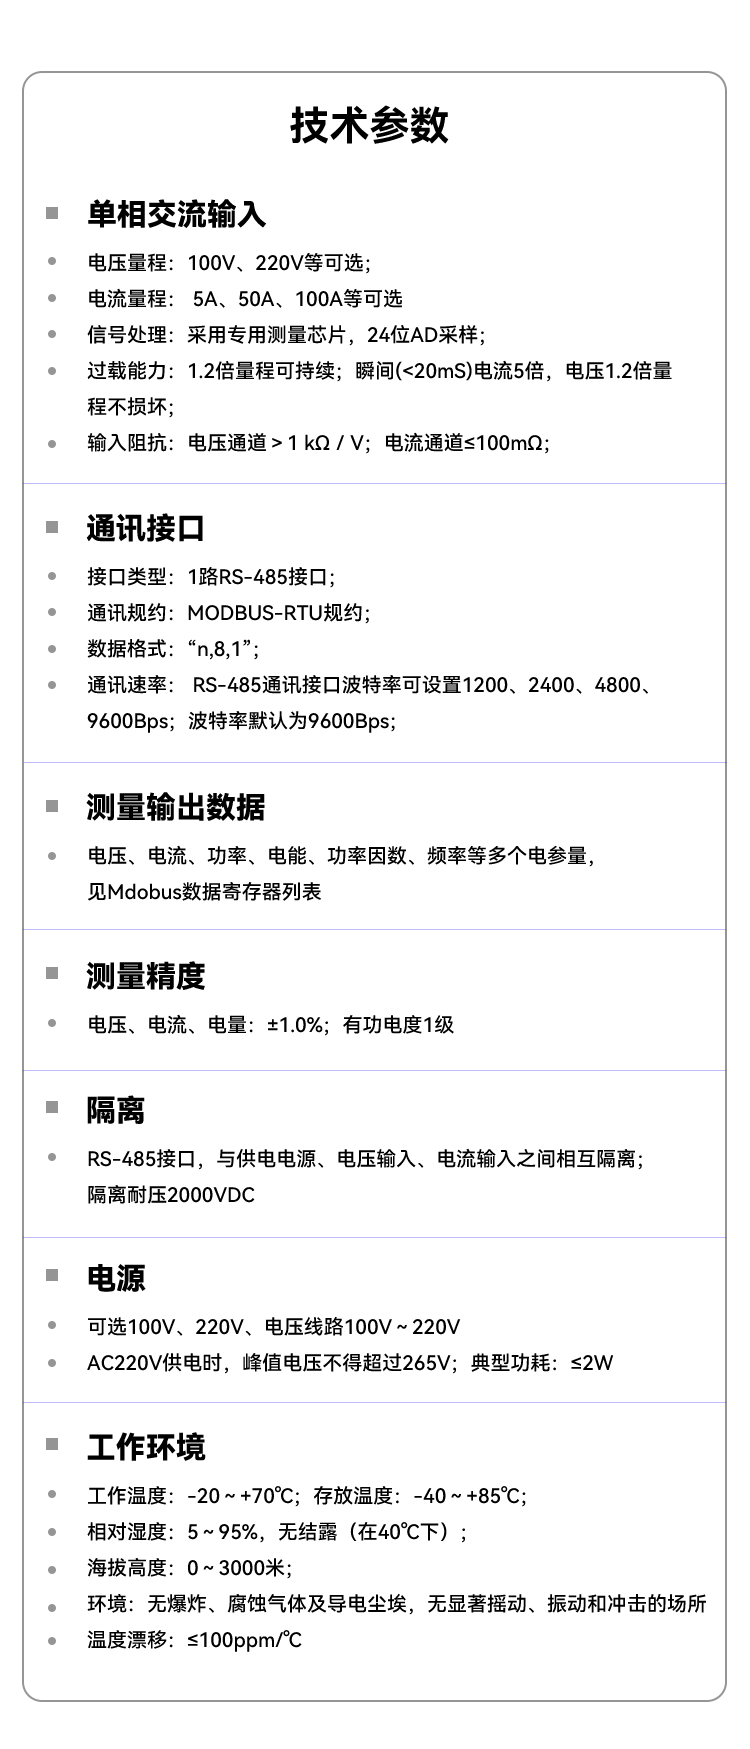 技术参数
单相交流输入
电压量程：100V、220V等可选；
电流量程： 5A、50A、100A等可选
信号处理：采用专用测量芯片，24位AD采样；
过载能力：1.2倍量程可持续；瞬间(<20mS)电流5倍，电压1.2倍量
程不损坏；
输入阻抗：电压通道＞1 kΩ / V；电流通道≤100mΩ；
通讯接口
接口类型：1路RS-485接口；
通讯规约：MODBUS-RTU规约；
数据格式：“n,8,1”；
通讯速率： RS-485通讯接口波特率可设置1200、2400、4800、
9600Bps；波特率默认为9600Bps；
测量输出数据
电压、电流、功率、电能、功率因数、频率等多个电参量，
见Mdobus数据寄存器列表
测量精度
电压、电流、电量：±1.0%；有功电度1级
隔离
RS-485接口，与供电电源、电压输入、电流输入之间相互隔离；
隔离耐压2000VDC
电源
可选100V、220V、电压线路100V～220V
AC220V供电时，峰值电压不得超过265V；典型功耗：≤2W
工作环境
工作温度：-20～+70℃；存放温度：-40～+85℃；
相对湿度：5～95%，无结露（在40℃下）；
海拔高度：0～3000米；
环境：无爆炸、腐蚀气体及导电尘埃，无显著摇动、振动和冲击的场所
温度漂移：≤100ppm/℃